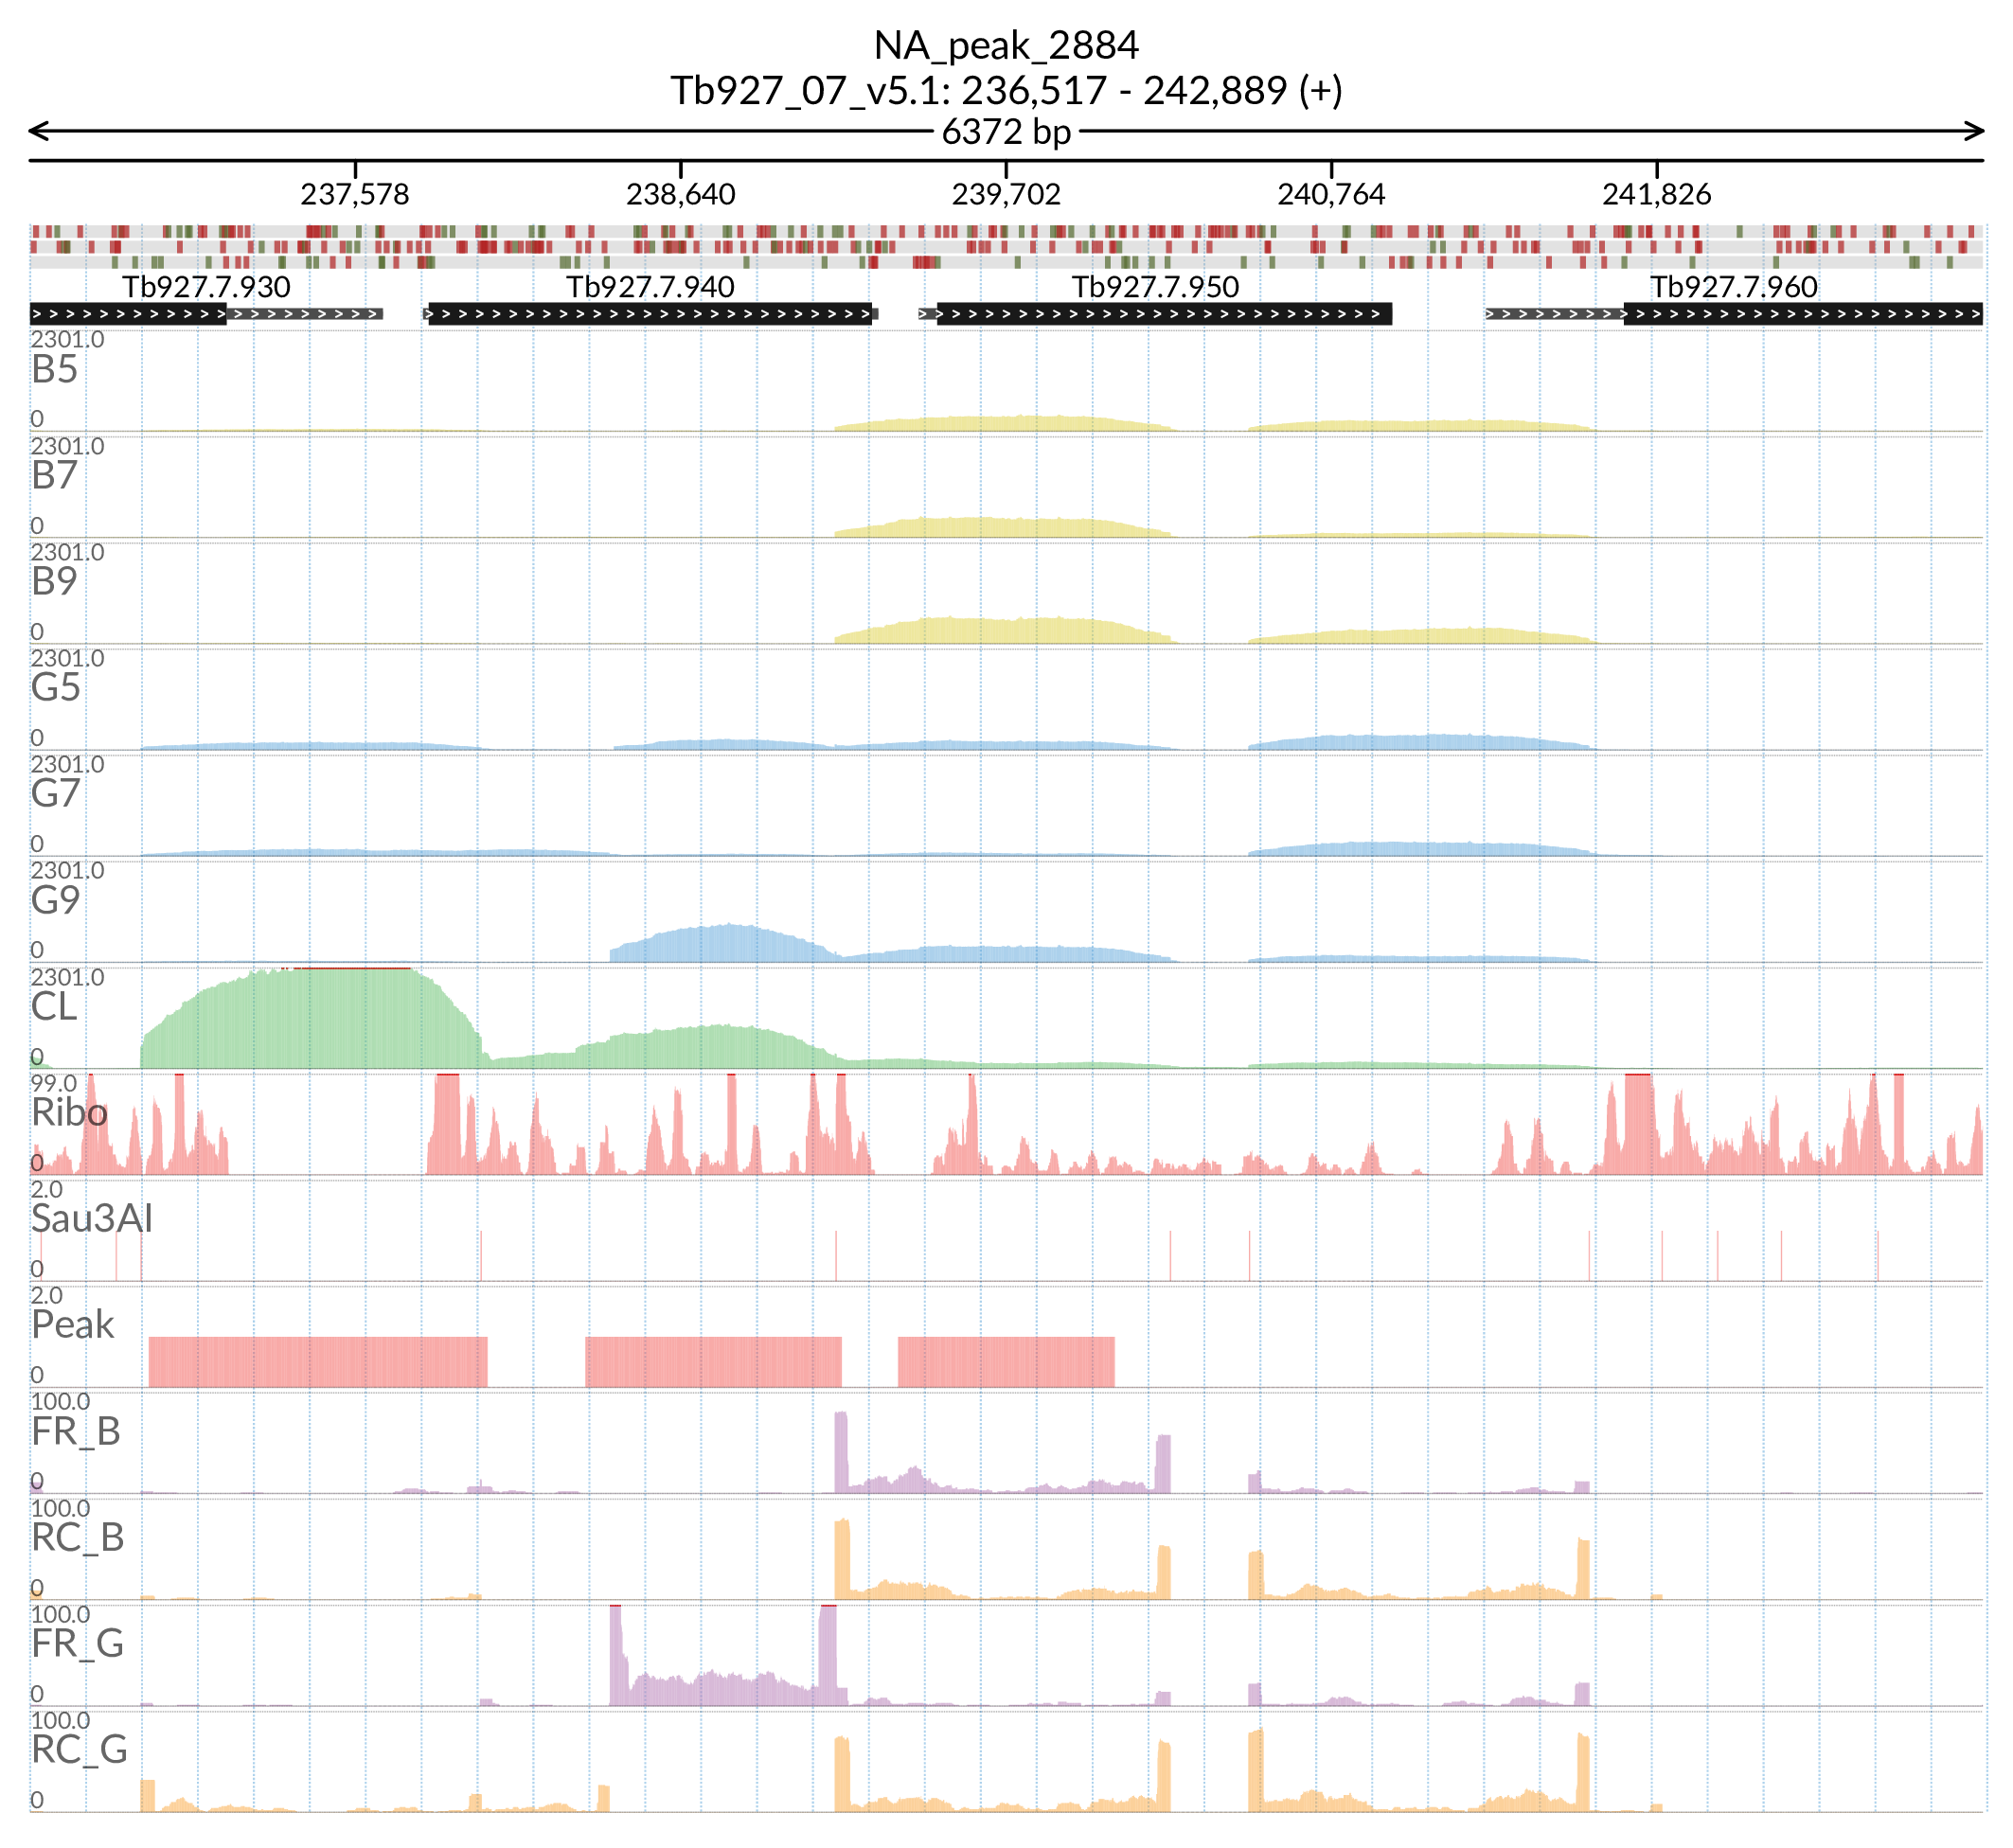 NA_peak_2884
Tb927_07_v5.1: 236,517 - 242,889 (+)
6372 bp
237,578 238,640 239,702 240,764 241,826
Tb927.7.930 Tb927.7.940 Tb927.7.950 Tb927.7.960
2301.0
B5
0
2301.0
B7
0
2301.0
B9
0
2301.0
G5
0
2301.0
G7
0
2301.0
G9
0
2301.0
CL
0
99.0
Ribo
0
2.0
Sau3AI
0
2.0
Peak
0
100.0
FR_B
0
100.0
RC_B
0
100.0
FR_G
0
100.0
RC_G
0